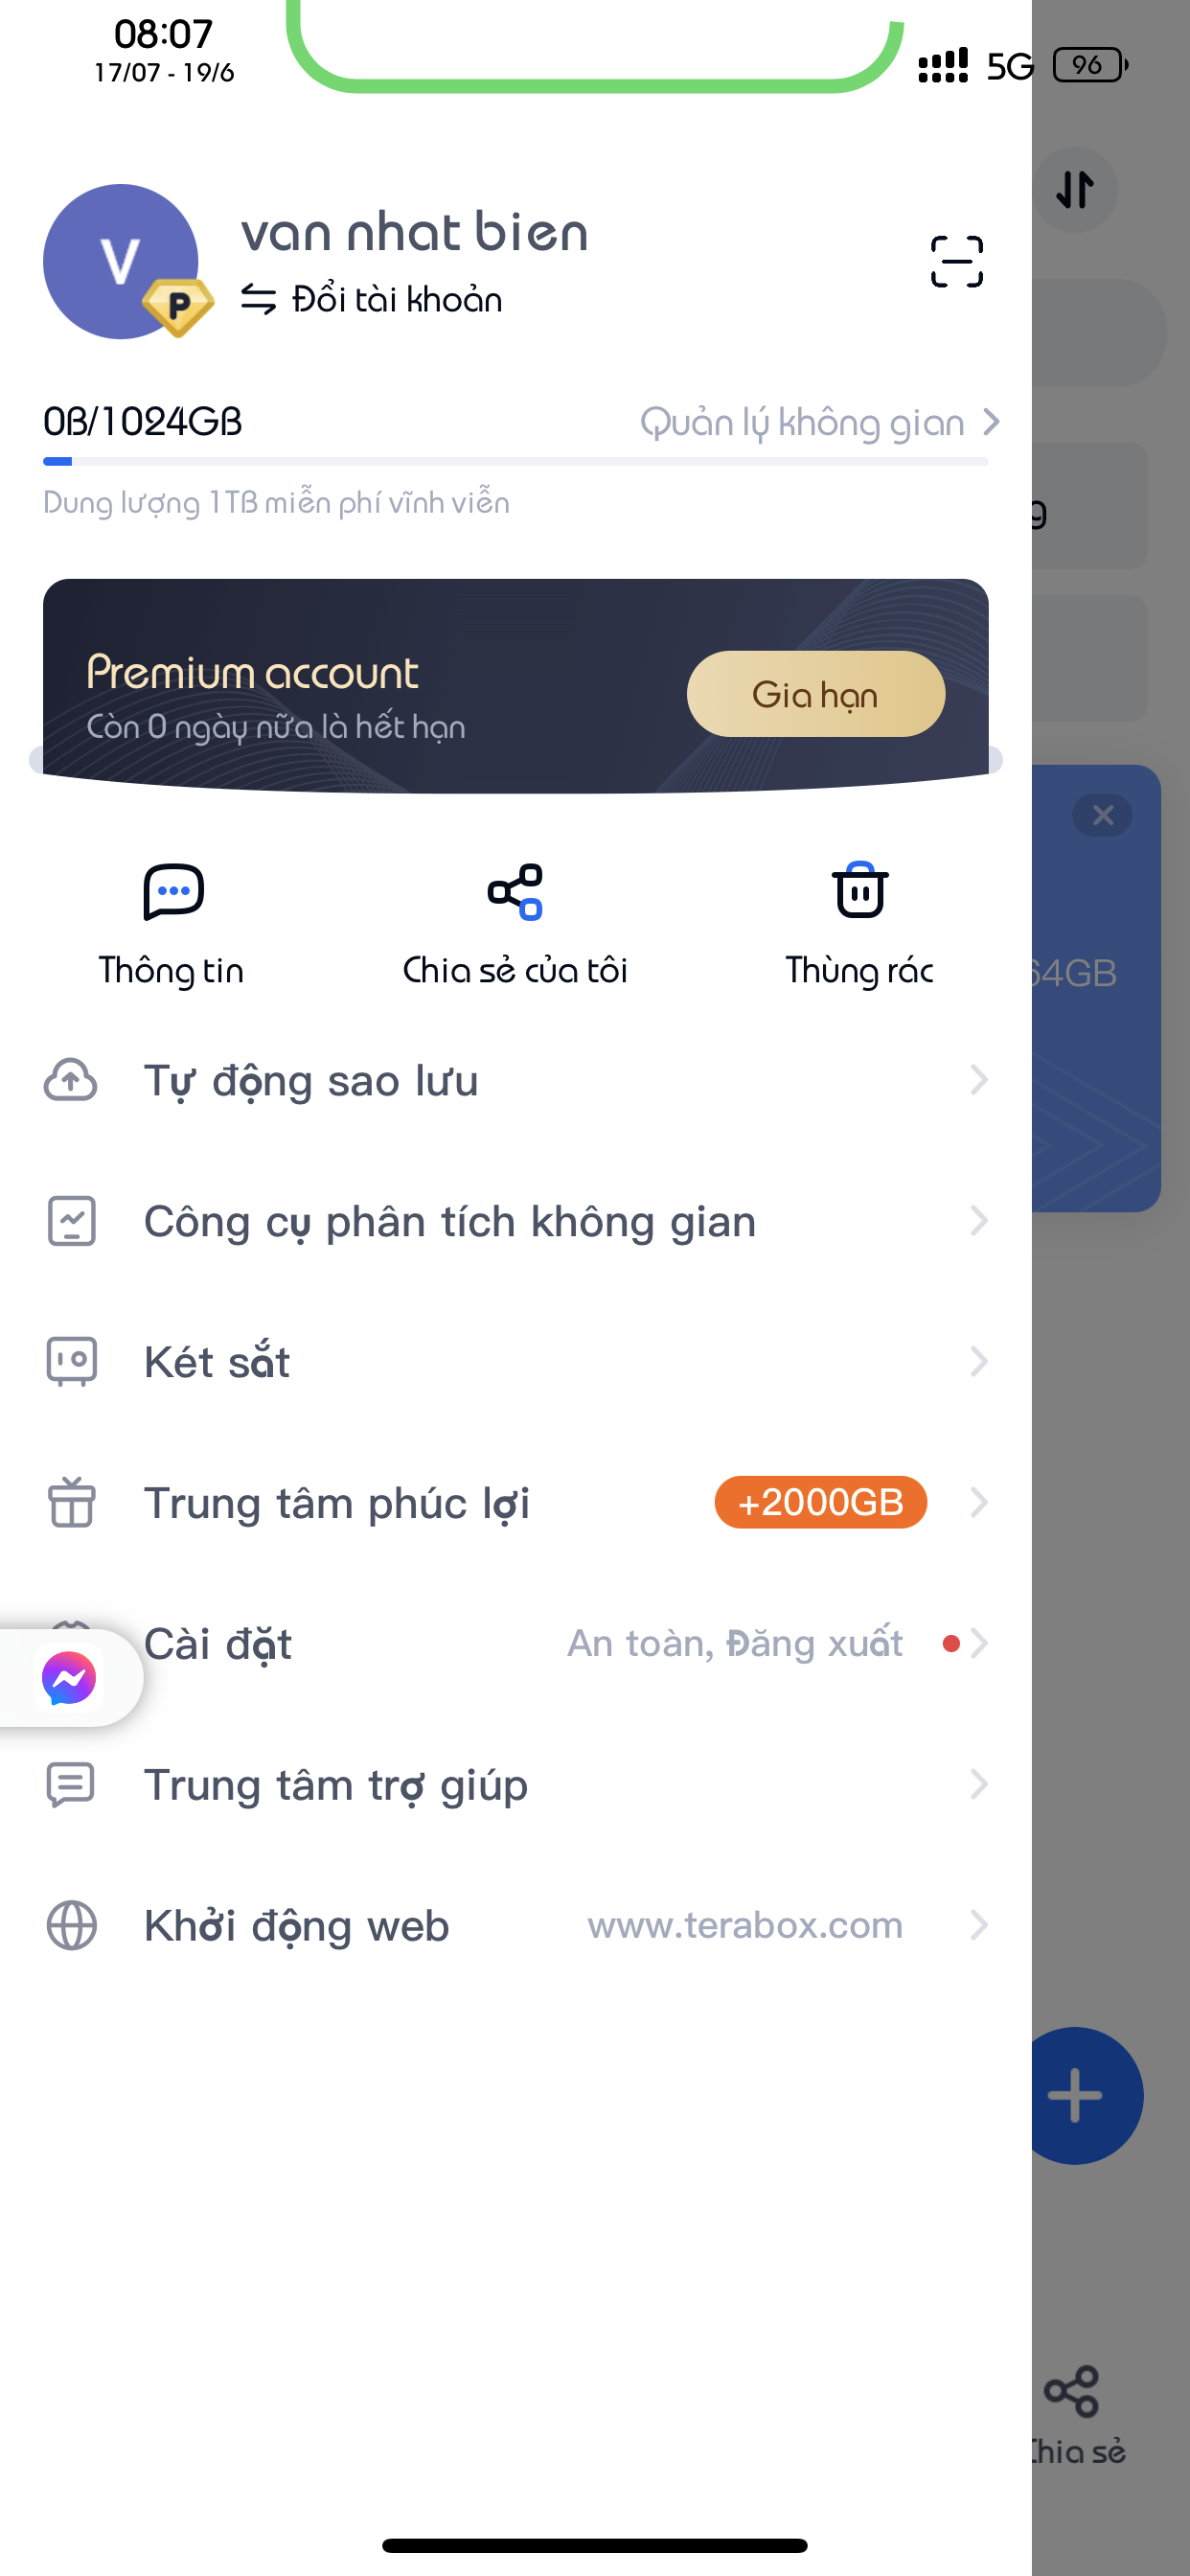 08:07
17/07 - 19/6
5G
96
V
P
van nhat bien
Đổi tài khoản
0B/1024GB
Quản lý không gian
Dung lượng 1TB miễn phí vĩnh viễn
Premium account
Còn 0 ngày nữa là hết hạn
Gia hạn
Thông tin
Chia sẻ của tôi
Thùng rác
64GB
Tự động sao lưu
Công cụ phân tích không gian
Két sắt
Trung tâm phúc lợi
+2000GB
Cài đặt
An toàn, Đăng xuất
Trung tâm trợ giúp
Khởi động web
www.terabox.com
Chia sẻ